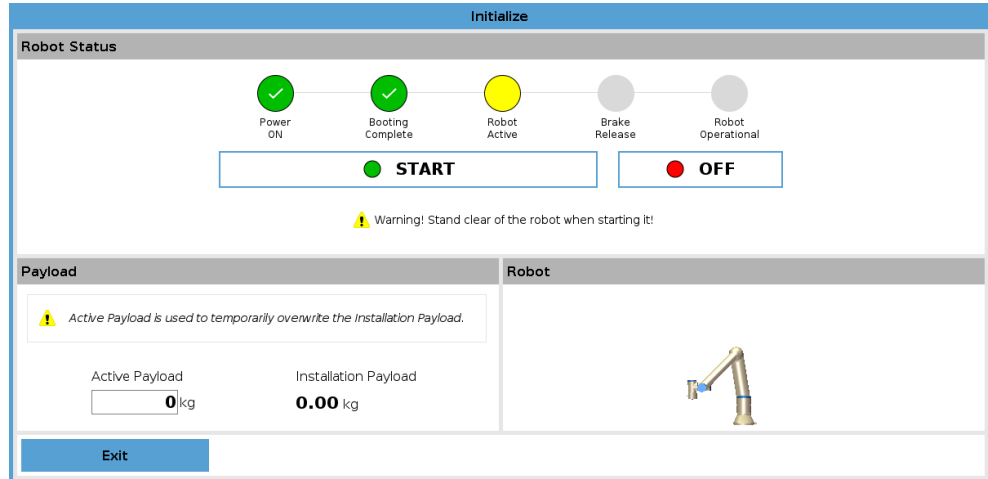 Initialize
Robot Status
Power
ON
Booting
Complete
Robot
Active
Brake
Release
Robot
Operational
START
OFF
Warning! Stand clear of the robot when starting it!
Payload
Robot
Active Payload is used to temporarily overwrite the Installation Payload.
Active Payload
Installation Payload
0 kg
0.00 kg
Exit